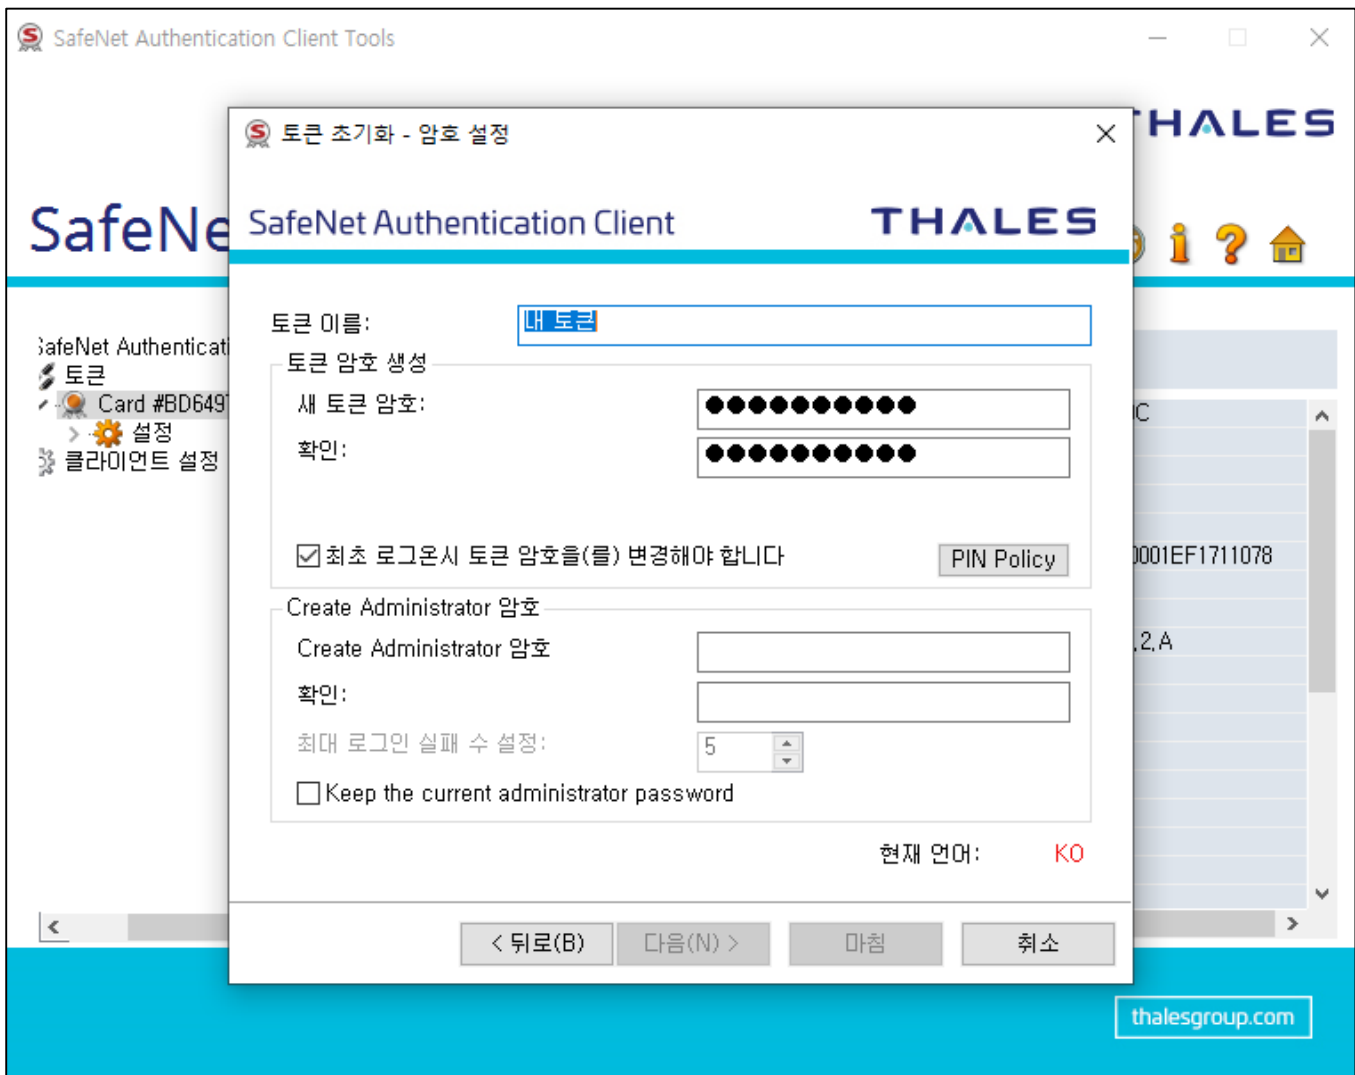 SafeNet Authentication Client Tools
THALES
토큰 초기화 - 암호 설정
SafeNet Authentication Client
THALES
토큰 이름:
내 토큰
토큰 암호 생성
새 토큰 암호:
●●●●●●●●●●
확인:
●●●●●●●●●●
최초 로그온시 토큰 암호을(를) 변경해야 합니다
PIN Policy
Create Administrator 암호
Create Administrator 암호
확인:
최대 로그인 실패 수 설정:
5
Keep the current administrator password
현재 언어:
KO
< 뒤로(B)
다음(N) >
마침
취소
SafeNe
토큰
Card #BD649
설정
클라이언트 설정
0001EF1711078
.2.A
thalesgroup.com